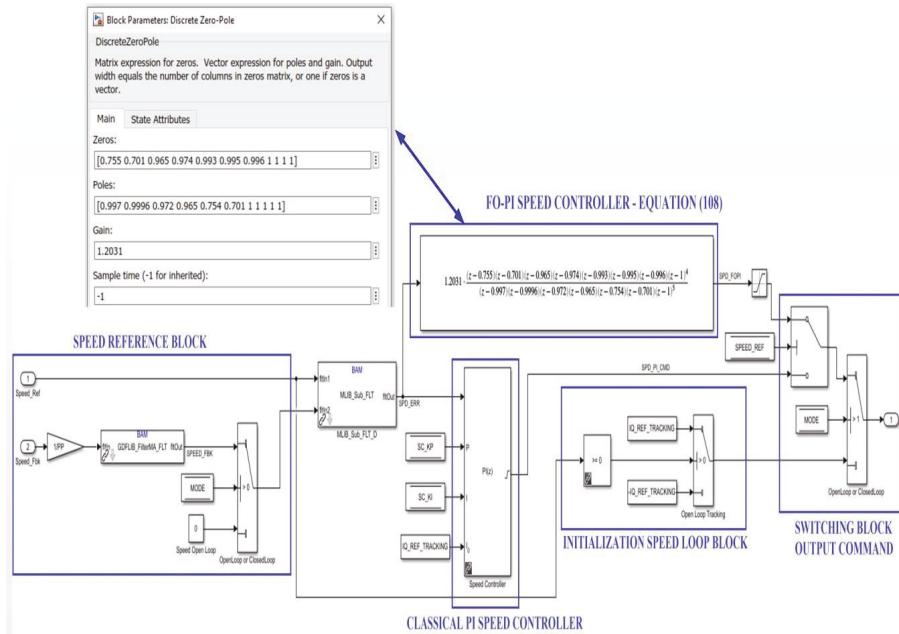 Block Parameters: Discrete Zero-Pole
DiscreteZeroPole
Matrix expression for zeros. Vector expression for poles and gain. Output
width equals the number of columns in zeros matrix, or one if zeros is a
vector.
Main State Attributes
Zeros:
[0.755 0.701 0.965 0.974 0.993 0.995 0.996 1 1 1 1]
Poles:
[0.997 0.9996 0.972 0.965 0.754 0.701 1 1 1 1 1]
Gain:
1.2031
Sample time (-1 for inherited):
-1
FO-PI SPEED CONTROLLER - EQUATION (108)
1.2031 · (z−0.755)(z−0.701)(z−0.965)(z−0.974)(z−0.993)(z−0.995)(z−0.996)(z−1)⁴
(z−0.997)(z−0.9996)(z−0.972)(z−0.965)(z−0.754)(z−0.701)(z−1)⁵
SPD_FOPI
SPEED REFERENCE BLOCK
1
Speed_Ref
2
Speed_Fbk
1/PP
BAM
fltIn GDFLIB_FilterMA_FLT fltOut
SPEED_FBK
MODE
> 0
0
Speed Open Loop
OpenLoop or ClosedLoop
BAM
fltIn1
MLIB_Sub_FLT fltOut
fltIn2
MLIB_Sub_FLT_D
SPD_ERR
SC_KP
P
SC_KI
I
IQ_REF_TRACKING
I₀
PI(z)
Speed Controller
CLASSICAL PI SPEED CONTROLLER
SPD_PI_CMD
>= 0
IQ_REF_TRACKING
> 0
-IQ_REF_TRACKING
Open Loop Tracking
INITIALIZATION SPEED LOOP BLOCK
SPEED_REF
MODE
> 1
1
OpenLoop or ClosedLoop
SWITCHING BLOCK
OUTPUT COMMAND